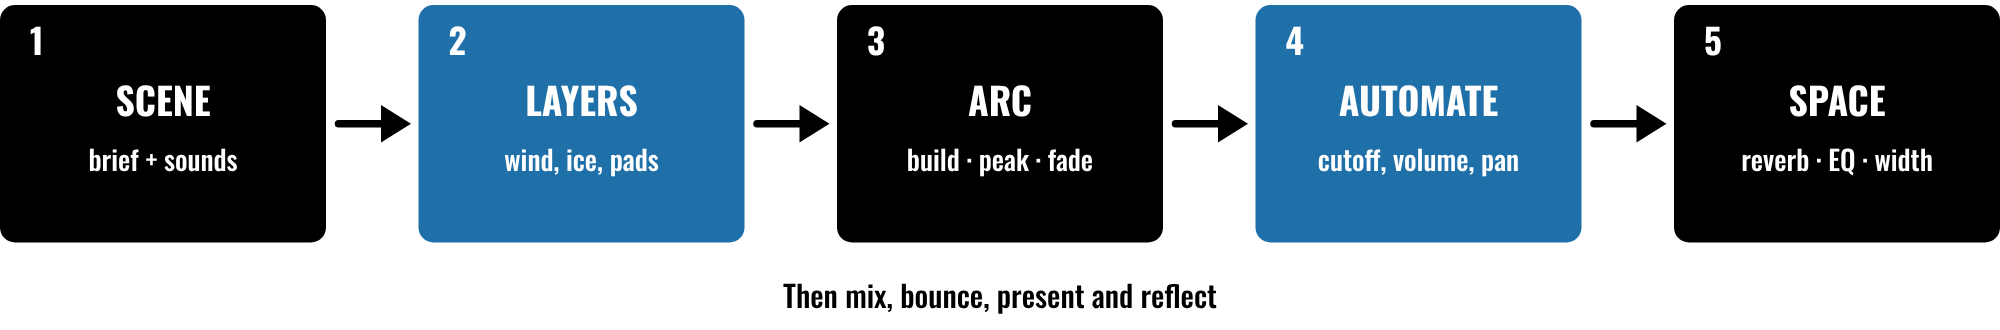 1
SCENE
brief + sounds
2
LAYERS
wind, ice, pads
3
ARC
build · peak · fade
4
AUTOMATE
cutoff, volume, pan
5
SPACE
reverb · EQ · width
Then mix, bounce, present and reflect